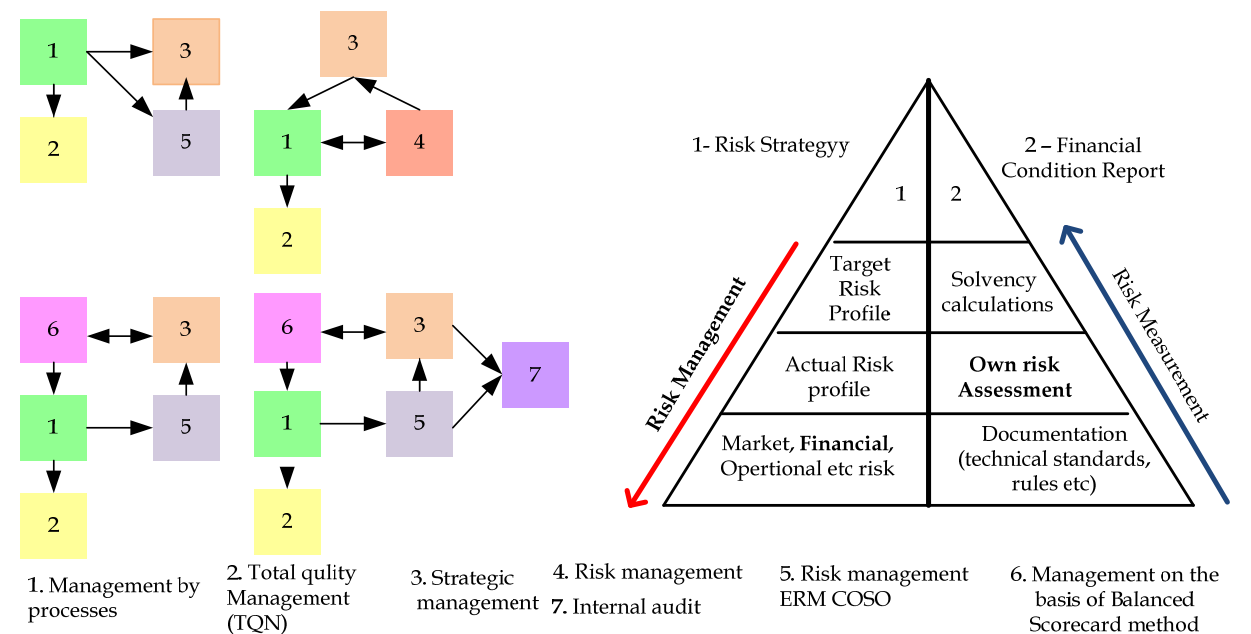 1
3
2
5
3
1
4
2
6
3
1
5
2
6
3
7
1
5
2
1- Risk Strategyy
2 – Financial
Condition Report
1
2
Target
Risk
Profile
Solvency
calculations
Actual Risk
profile
Own risk
Assessment
Market, Financial,
Opertional etc risk
Documentation
(technical standards,
rules etc)
Risk Management
Risk Measurement
1. Management by
processes
2. Total qulity
Management
(TQN)
3. Strategic
management
4. Risk management
7. Internal audit
5. Risk management
ERM COSO
6. Management on the
basis of Balanced
Scorecard method